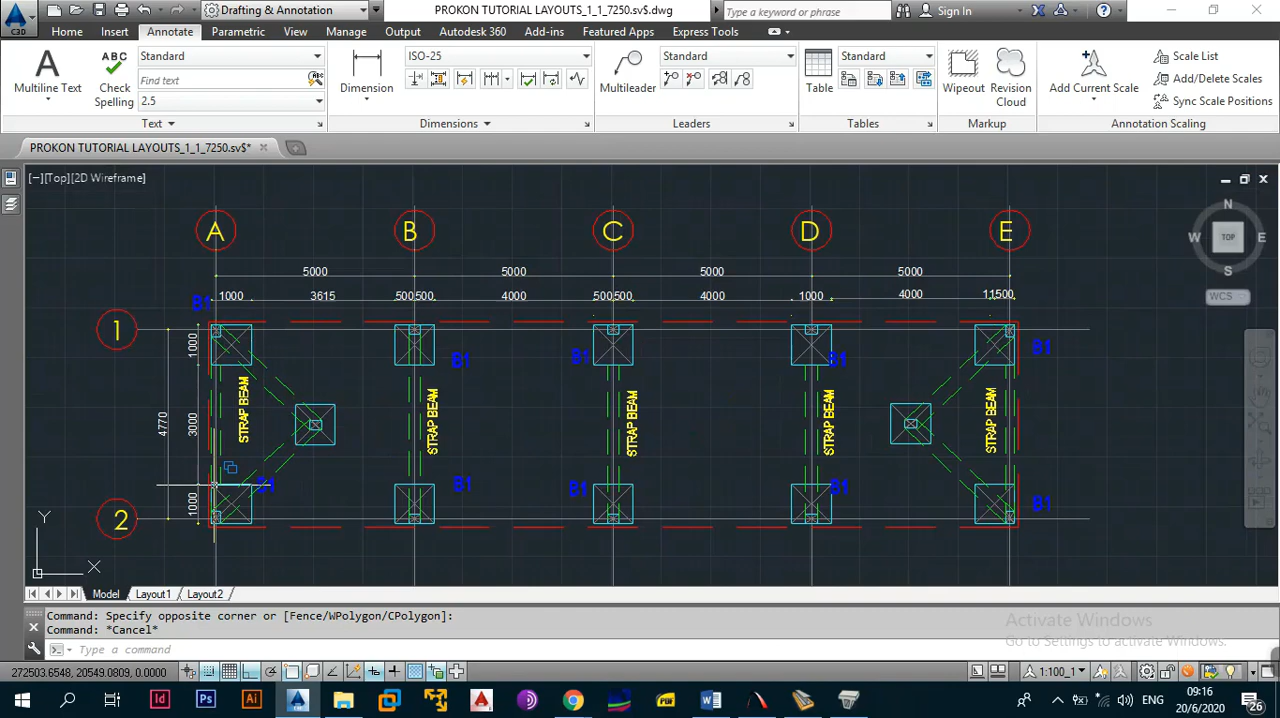 Drafting & Annotation
PROKON TUTORIAL LAYOUTS_1_1_7250.sv$.dwg
Type a keyword or phrase
Sign In
C3D
Home Insert Annotate Parametric View Manage Output Autodesk 360 Add-ins Featured Apps Express Tools
Multiline Text
ABC
Check Spelling
Standard
Find text
2.5
Text
Dimension
ISO-25
Dimensions
Multileader
Standard
Leaders
Table
Standard
Tables
Wipeout
Revision Cloud
Markup
Add Current Scale
Scale List
Add/Delete Scales
Sync Scale Positions
Annotation Scaling
PROKON TUTORIAL LAYOUTS_1_1_7250.sv$*
[−][Top][2D Wireframe]
N
W TOP E
S
WCS
A B C D E
5000 5000 5000 5000
1000 3615 500 500 4000 500 500 4000 1000 4000 11500
B1
1
1000
B1 B1 B1 B1
4770
3000
STRAP BEAM STRAP BEAM STRAP BEAM STRAP BEAM STRAP BEAM
B1 B1 B1 B1 B1
1000
2
Y
X
Model Layout1 Layout2
Command: Specify opposite corner or [Fence/WPolygon/CPolygon]:
Command: *Cancel*
Type a command
Activate Windows
Go to Settings to activate Windows.
272503.6548, 20549.0809, 0.0000
1:100_1
Id Ps Ai
ENG
09:16
20/6/2020
26